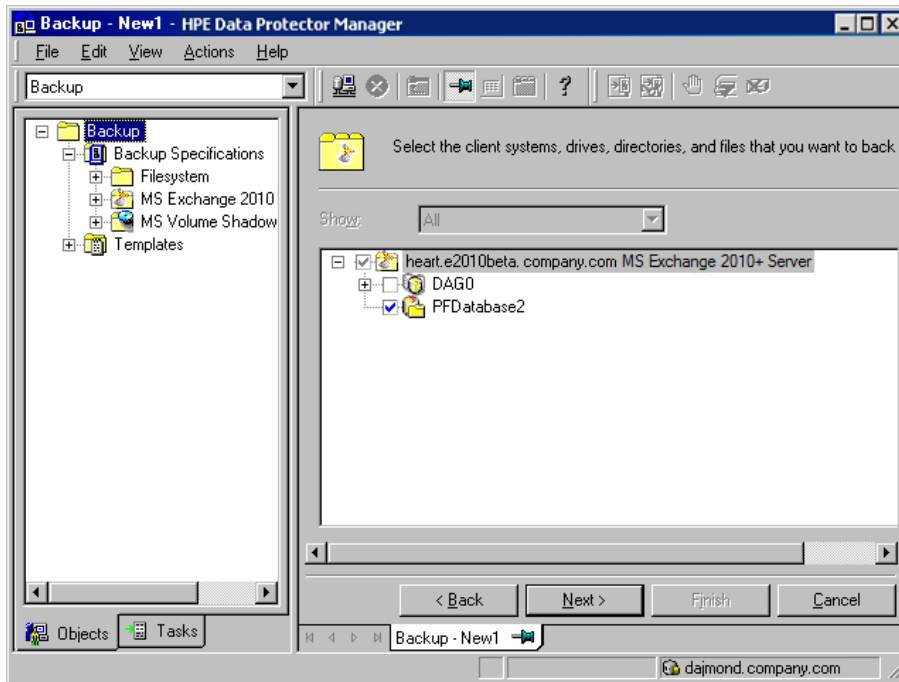 Backup - New1 - HPE Data Protector Manager
File Edit View Actions Help
Backup
Backup
Backup Specifications
Filesystem
MS Exchange 2010
MS Volume Shadow
Templates
Objects
Tasks
Select the client systems, drives, directories, and files that you want to back
Show:
All
heart.e2010beta. company.com MS Exchange 2010+ Server
DAG0
PFDatabase2
< Back
Next >
Finish
Cancel
Backup - New1
dajmond.company.com